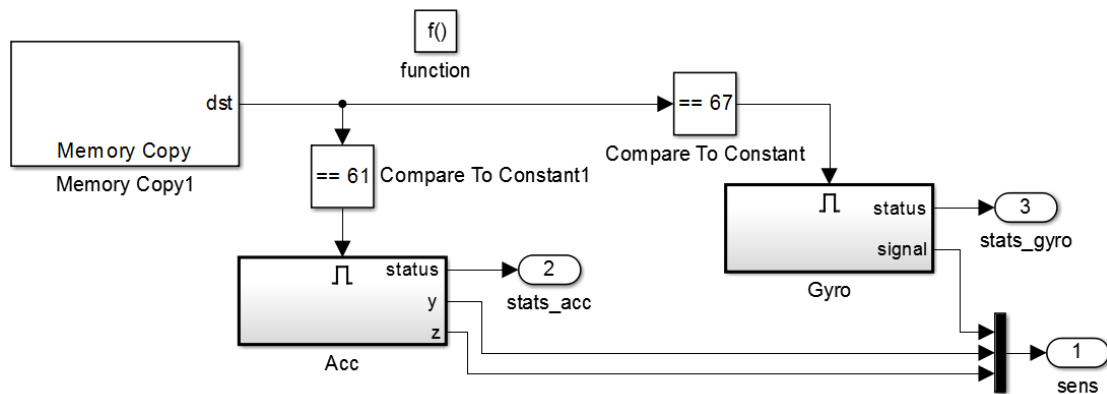 f()
function
dst
Memory Copy
Memory Copy1
== 67
Compare To Constant
== 61
Compare To Constant1
status
signal
Gyro
3
stats_gyro
status
y
z
Acc
2
stats_acc
1
sens